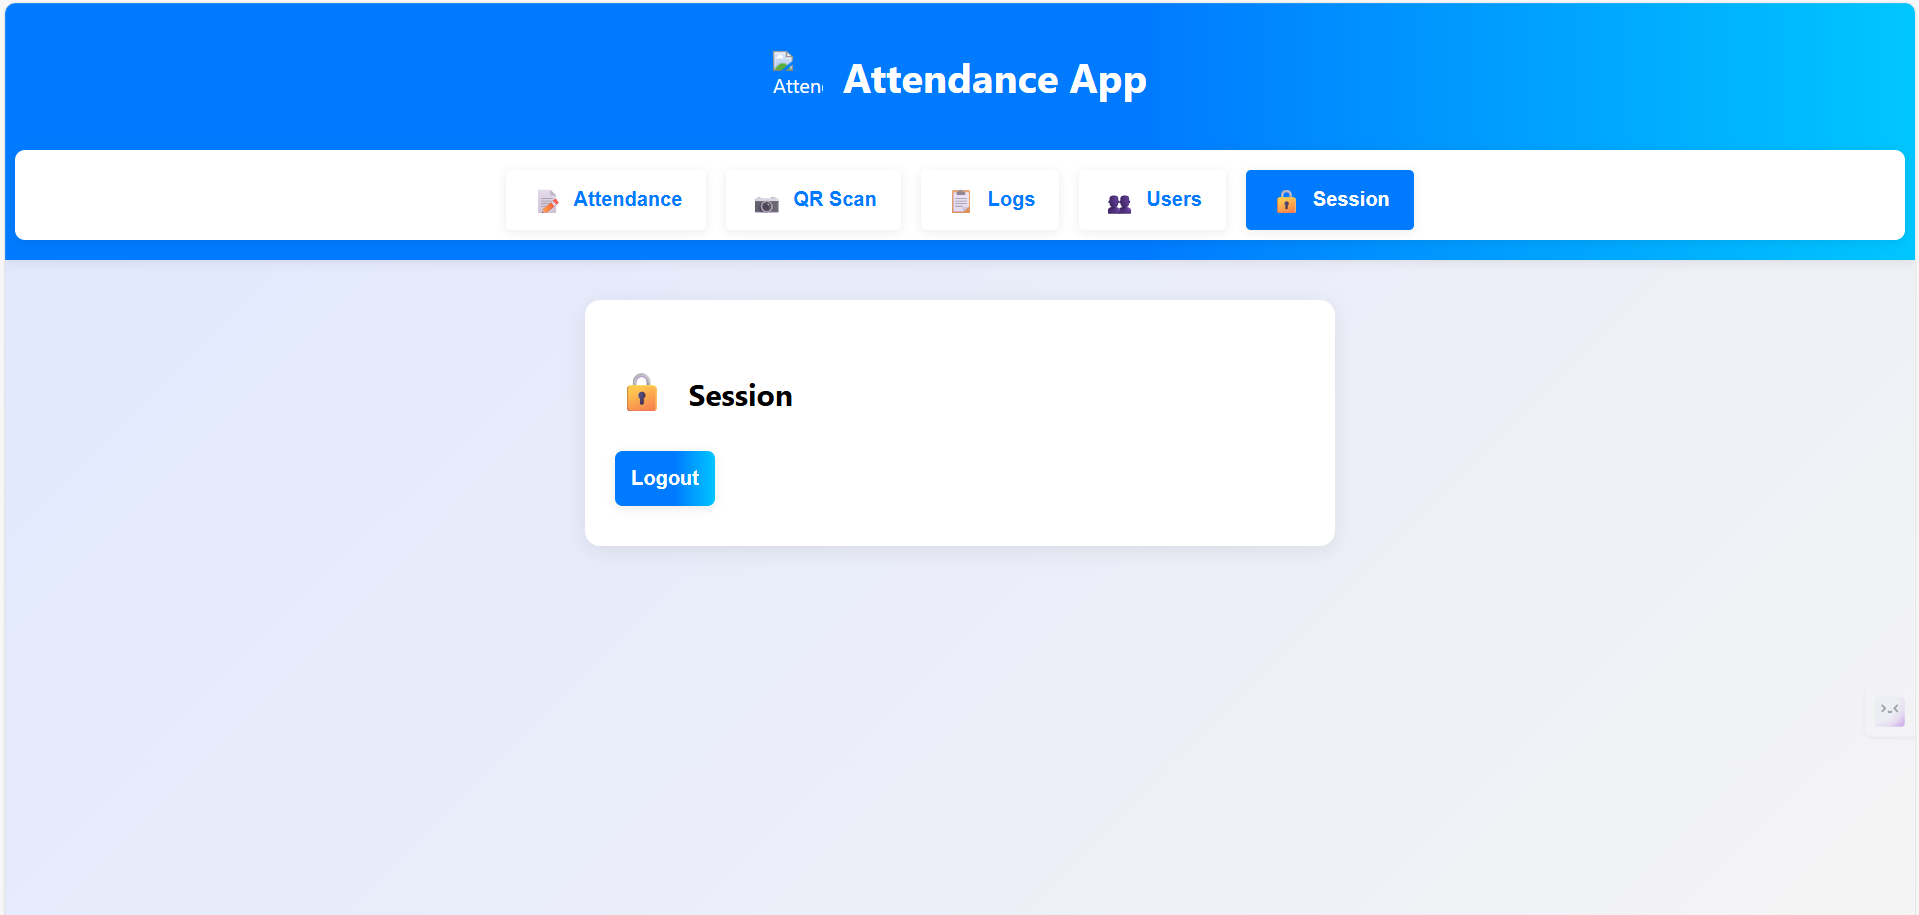 Atten
Attendance App
Attendance
QR Scan
Logs
Users
Session
Session
Logout